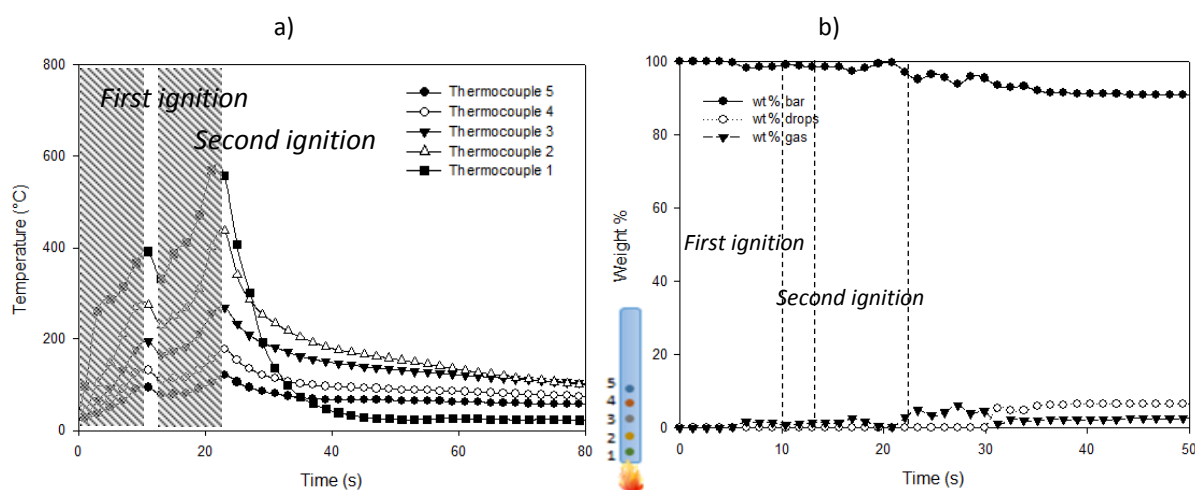 a)
800
600
400
200
0
Temperature (°C)
First ignition
Second ignition
Thermocouple 5
Thermocouple 4
Thermocouple 3
Thermocouple 2
Thermocouple 1
0 20 40 60 80
Time (s)
5
4
3
2
1
b)
100
80
60
40
20
0
Weight %
wt% bar
wt% drops
wt% gas
First ignition
Second ignition
0 10 20 30 40 50
Time (s)